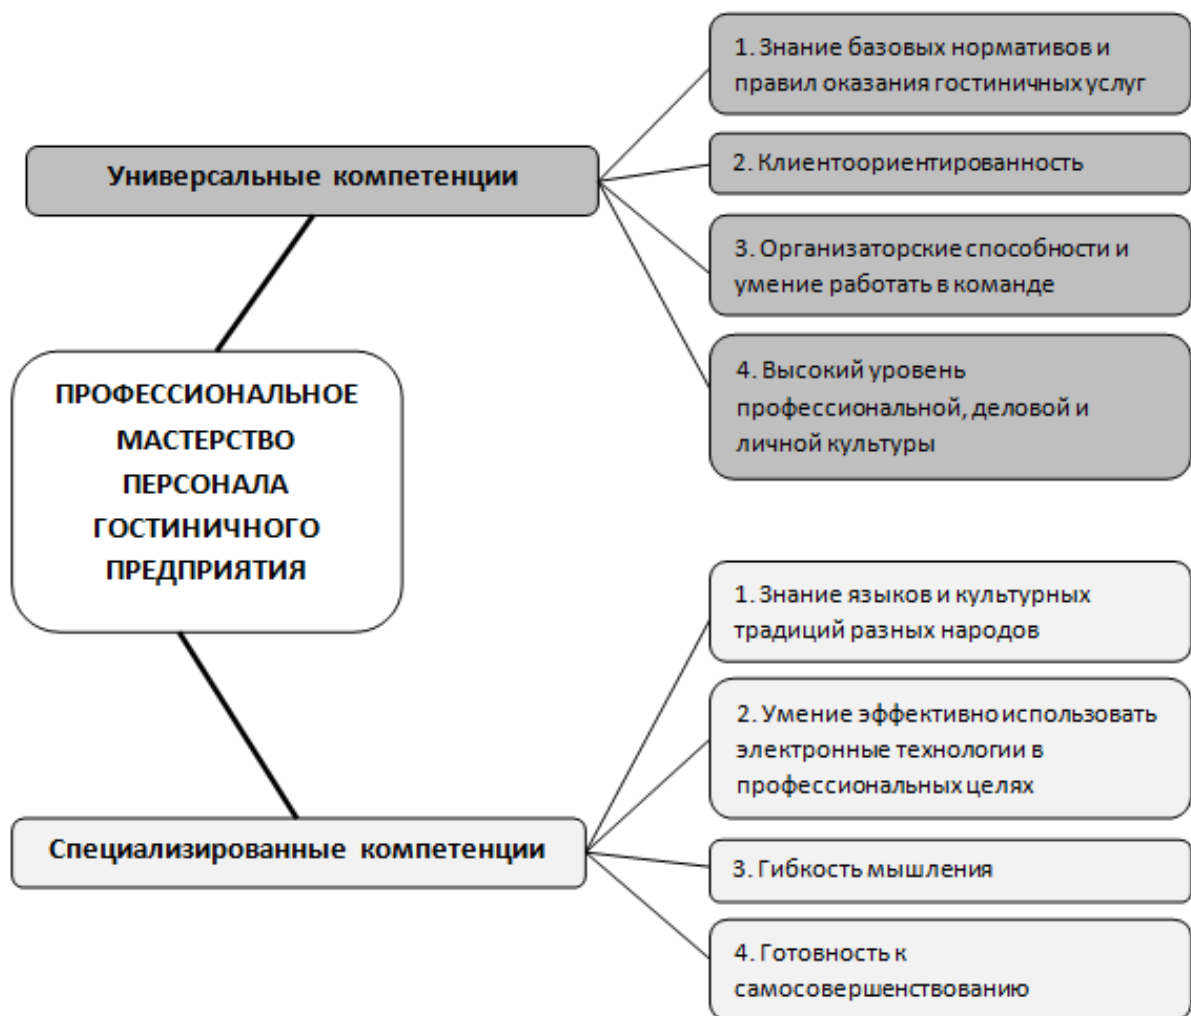 Универсальные компетенции
1. Знание базовых нормативов и
правил оказания гостиничных услуг
2. Клиентоориентированность
3. Организаторские способности и
умение работать в команде
4. Высокий уровень
профессиональной, деловой и
личной культуры
ПРОФЕССИОНАЛЬНОЕ
МАСТЕРСТВО
ПЕРСОНАЛА
ГОСТИНИЧНОГО
ПРЕДПРИЯТИЯ
Специализированные компетенции
1. Знание языков и культурных
традиций разных народов
2. Умение эффективно использовать
электронные технологии в
профессиональных целях
3. Гибкость мышления
4. Готовность к
самосовершенствованию